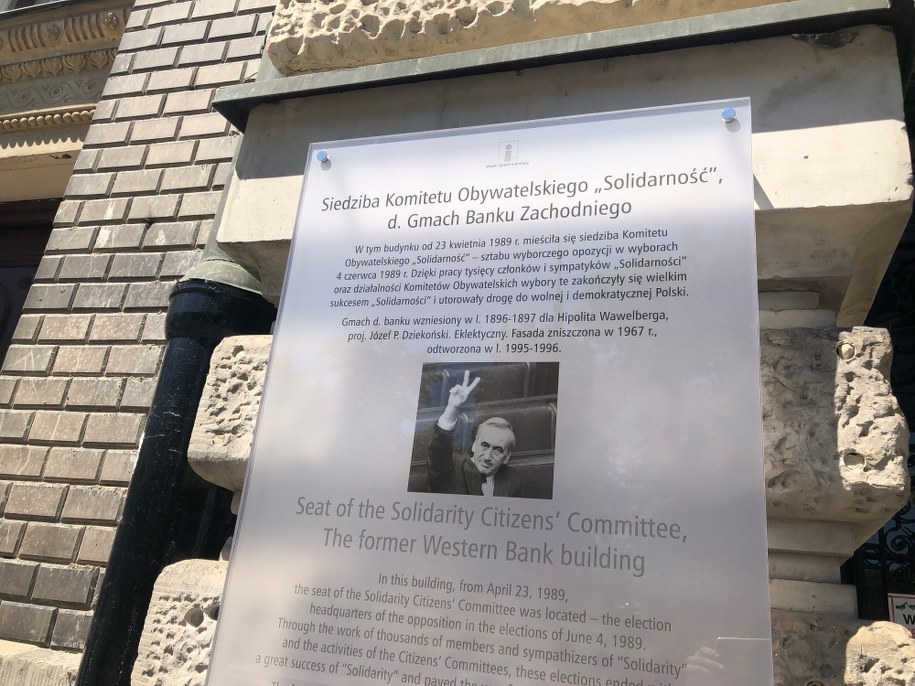 Siedziba Komitetu Obywatelskiego „Solidarność”,
d. Gmach Banku Zachodniego
W tym budynku od 23 kwietnia 1989 r. mieściła się siedziba Komitetu
Obywatelskiego „Solidarność” – sztabu wyborczego opozycji w wyborach
4 czerwca 1989 r. Dzięki pracy tysięcy członków i sympatyków „Solidarności”
oraz działalności Komitetów Obywatelskich wybory te zakończyły się wielkim
sukcesem „Solidarności” i utorowały drogę do wolnej i demokratycznej Polski.
Gmach d. banku wzniesiony w l. 1896-1897 dla Hipolita Wawelberga,
proj. Józef P. Dziekoński. Eklektyczny. Fasada zniszczona w 1967 r.,
odtworzona w l. 1995-1996.
Seat of the Solidarity Citizens’ Committee,
The former Western Bank building
In this building, from April 23, 1989,
the seat of the Solidarity Citizens’ Committee was located – the election
headquarters of the opposition in the elections of June 4, 1989.
Through the work of thousands of members and sympathizers of “Solidarity”
and the activities of the Citizens’ Committees, these elections ended
a great success of “Solidarity” and paved the